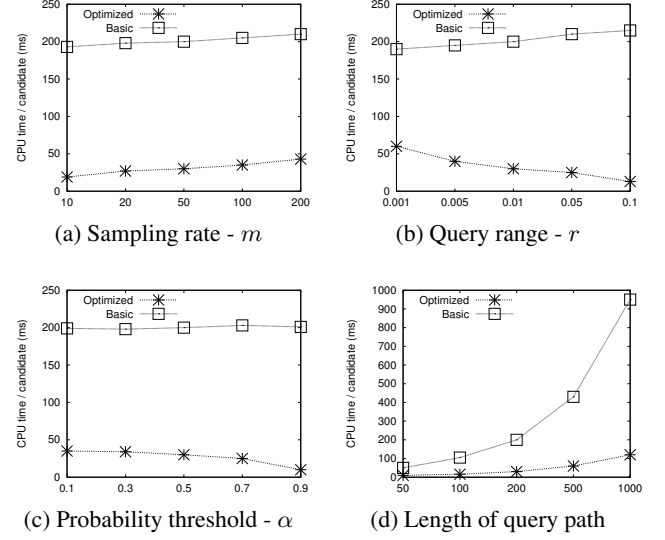 250
200
150
100
50
0
CPU time / candidate (ms)
Optimized
Basic
10 20 50 100 200
(a) Sampling rate - m
250
200
150
100
50
0
CPU time / candidate (ms)
Optimized
Basic
0.001 0.005 0.01 0.05 0.1
(b) Query range - r
250
200
150
100
50
0
CPU time / candidate (ms)
Optimized
Basic
0.1 0.3 0.5 0.7 0.9
(c) Probability threshold - α
1000
900
800
700
600
500
400
300
200
100
0
CPU time / candidate (ms)
Optimized
Basic
50 100 200 500 1000
(d) Length of query path